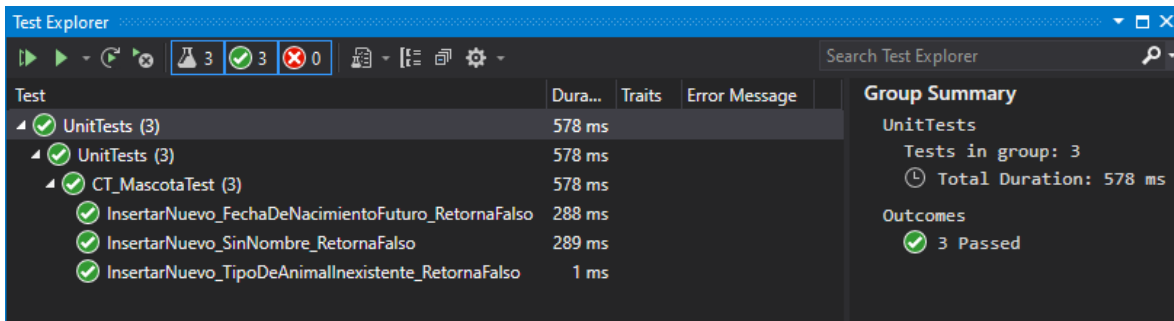 Test Explorer
3 3 0 Search Test Explorer
Test Dura... Traits Error Message
UnitTests (3) 578 ms
UnitTests (3) 578 ms
CT_MascotaTest (3) 578 ms
InsertarNuevo_FechaDeNacimientoFuturo_RetornaFalso 288 ms
InsertarNuevo_SinNombre_RetornaFalso 289 ms
InsertarNuevo_TipoDeAnimalInexistente_RetornaFalso 1 ms
Group Summary
UnitTests
Tests in group: 3
Total Duration: 578 ms
Outcomes
3 Passed